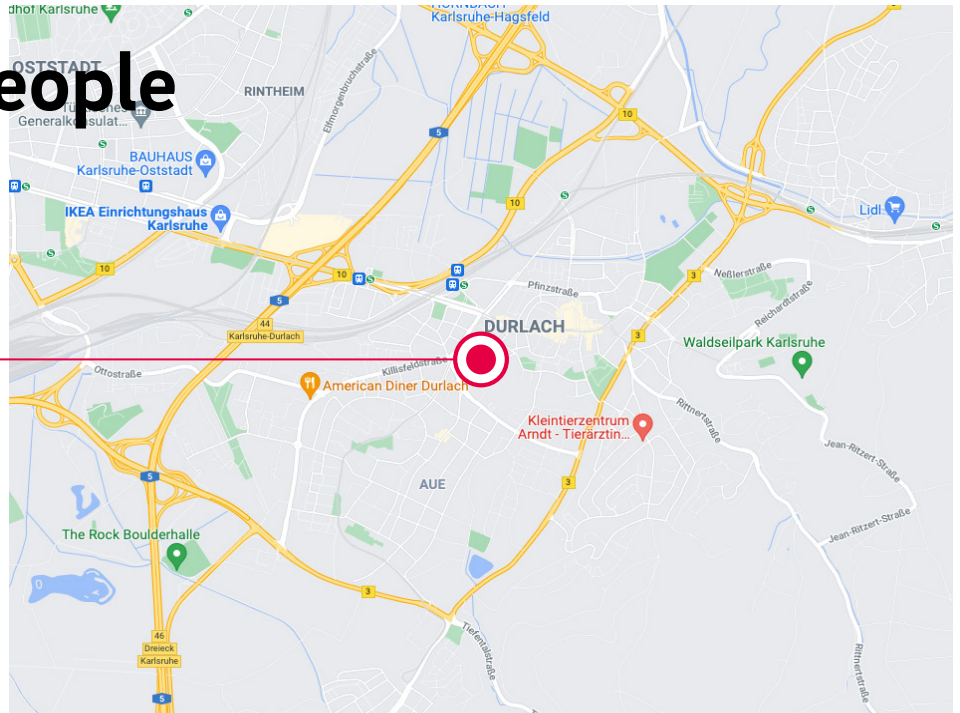 dhof Karlsruhe
HORNBACH
Karlsruhe-Hagsfeld
OSTSTADT
eople
RINTHEIM
Elfmorgenbruchstraße
Generalkonsulat...
10
5
BAUHAUS
Karlsruhe-Oststadt
IKEA Einrichtungshaus
Karlsruhe
10
Lidl
10
10
3
Neßlerstraße
Reichardtstraße
Pfinzstraße
5
44
Karlsruhe-Durlach
DURLACH
3
Waldseilpark Karlsruhe
Ottostraße
Killisfeldstraße
American Diner Durlach
Rittnertstraße
Kleintierzentrum
Arndt - Tierärztin...
Jean-Ritzert-Straße
5
AUE
3
Jean-Ritzert-Straße
The Rock Boulderhalle
3
Tiefentalstraße
46
Dreieck
Karlsruhe
Rittnertstraße
5